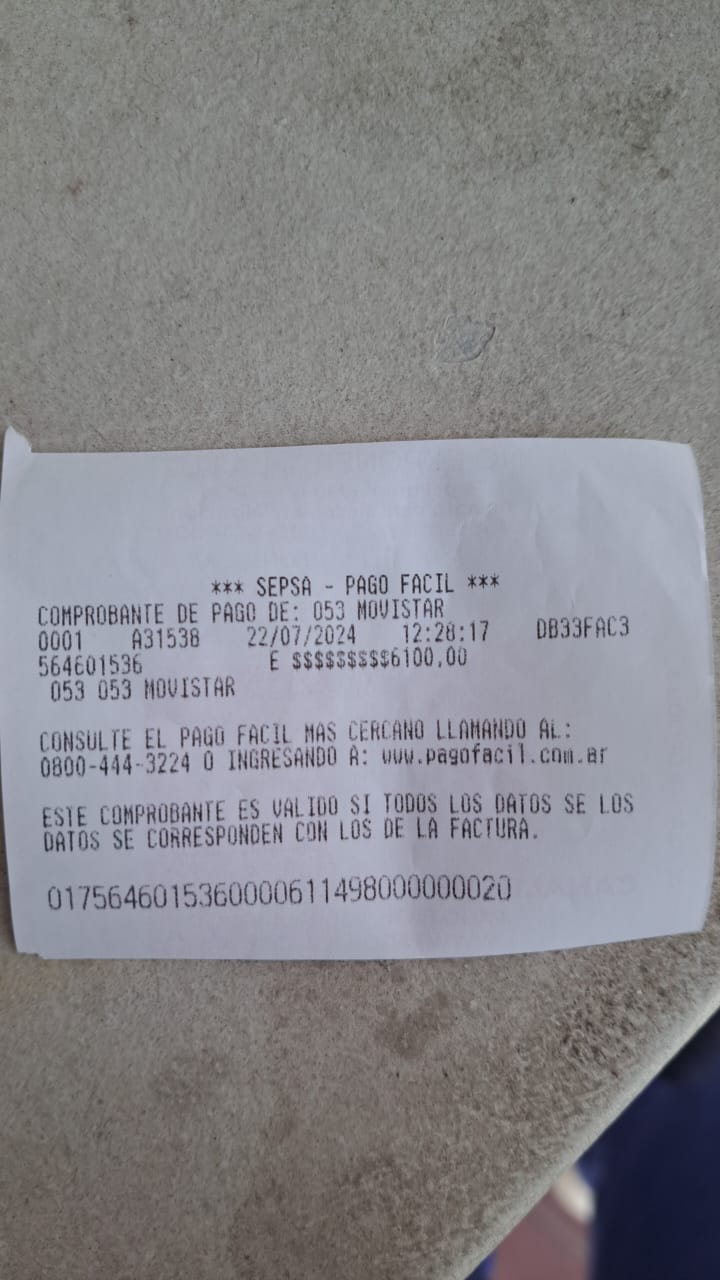 *** SEPSA - PAGO FACIL ***
COMPROBANTE DE PAGO DE: 053 MOVISTAR
0001 A31538 22/07/2024 12:28:17 DB33FAC3
564601536 E $$$$$$$$$6100,00
053 053 MOVISTAR
CONSULTE EL PAGO FACIL MAS CERCANO LLAMANDO AL:
0800-444-3224 O INGRESANDO A: www.pagofacil.com.ar
ESTE COMPROBANTE ES VALIDO SI TODOS LOS DATOS SE LOS
DATOS SE CORRESPONDEN CON LOS DE LA FACTURA.
0175646015360000611498000000020